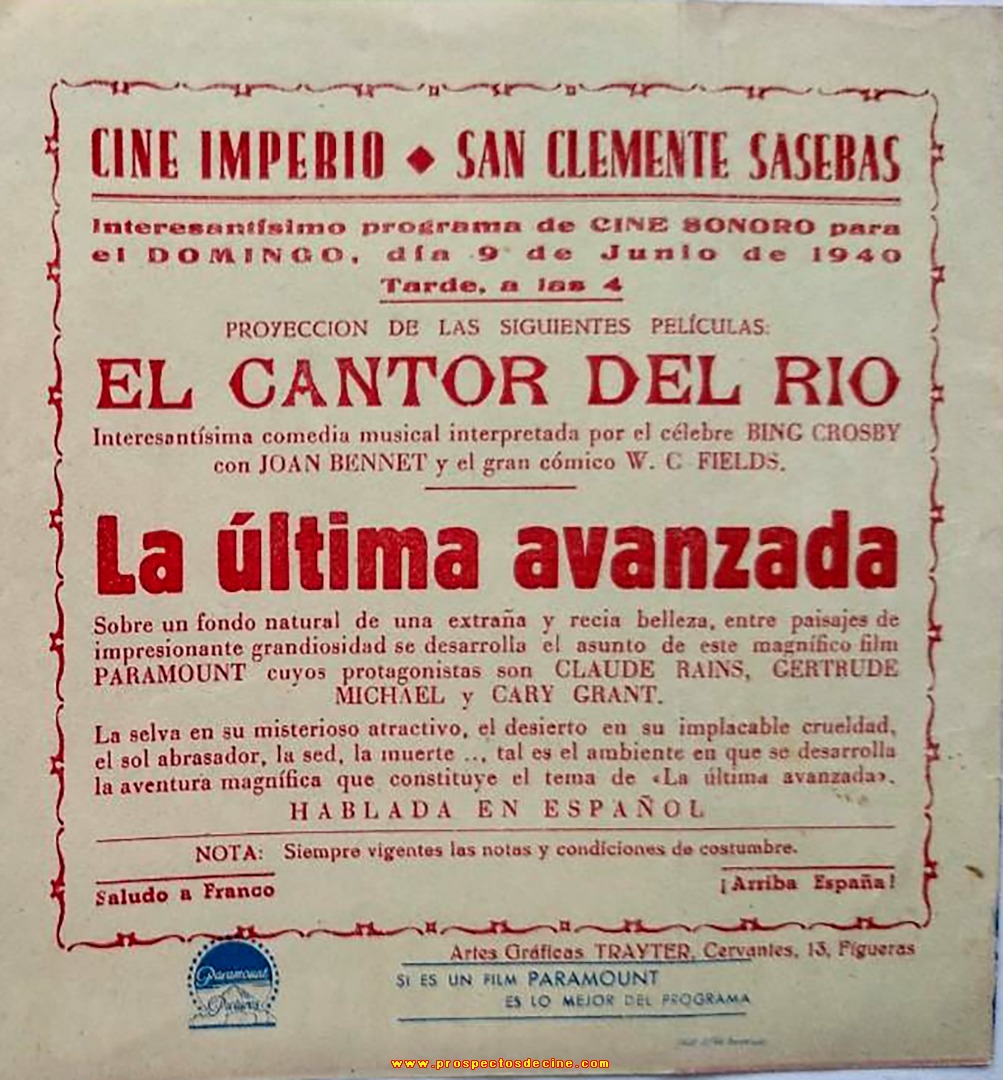 CINE IMPERIO ◆ SAN CLEMENTE SASEBAS
Interesantísimo programa de CINE SONORO para
el DOMINGO, día 9 de Junio de 1940
Tarde, a las 4
PROYECCION DE LAS SIGUIENTES PELÍCULAS:
EL CANTOR DEL RIO
Interesantísima comedia musical interpretada por el célebre BING CROSBY
con JOAN BENNET y el gran cómico W. C FIELDS.
La última avanzada
Sobre un fondo natural de una extraña y recia belleza, entre paisajes de
impresionante grandiosidad se desarrolla el asunto de este magnífico film
PARAMOUNT cuyos protagonistas son CLAUDE RAINS, GERTRUDE
MICHAEL y CARY GRANT.
La selva en su misterioso atractivo, el desierto en su implacable crueldad,
el sol abrasador, la sed, la muerte ..., tal es el ambiente en que se desarrolla
la aventura magnífica que constituye el tema de «La última avanzada».
HABLADA EN ESPAÑOL
NOTA: Siempre vigentes las notas y condiciones de costumbre.
Saludo a Franco
¡Arriba España!
Artes Gráficas TRAYTER, Cervantes, 13, Figueras
Paramount
Pictures
SI ES UN FILM PARAMOUNT
ES LO MEJOR DEL PROGRAMA
www.prospectosdecine.com